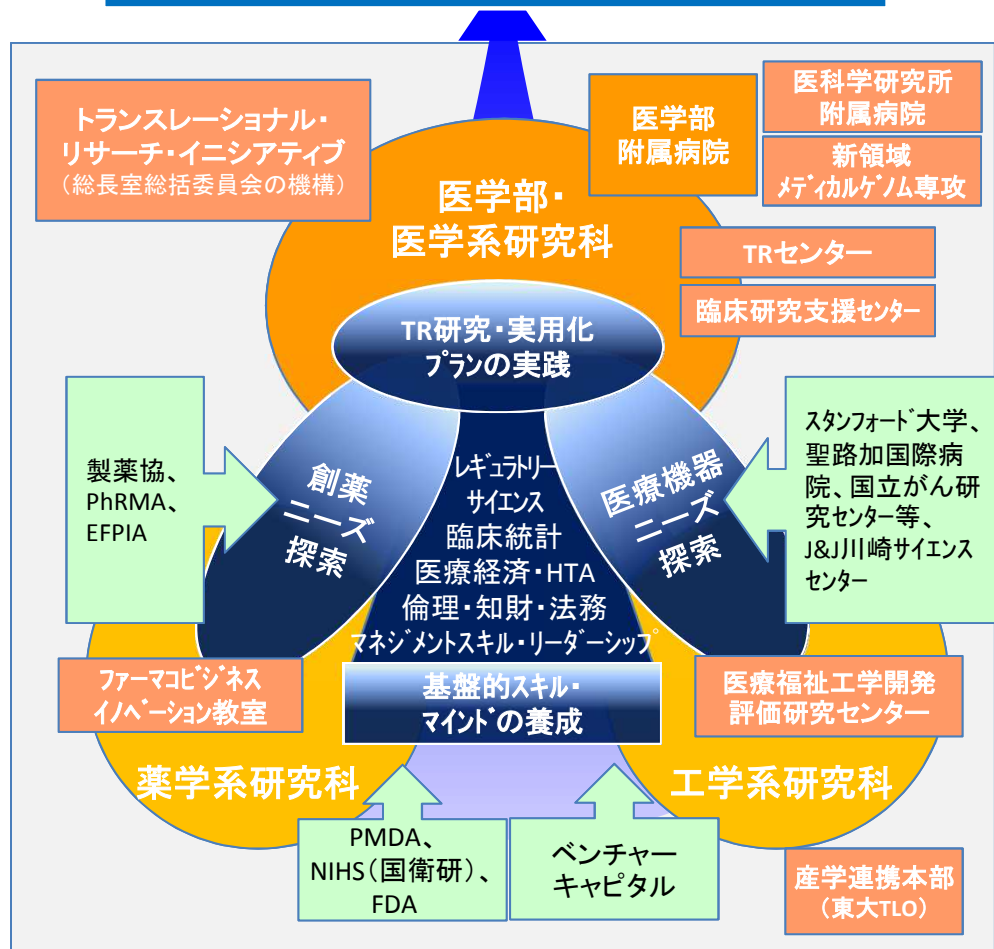 トランスレーショナル・
リサーチ・イニシアティブ
（総長室総括委員会の機構）
医学部
附属病院
医科学研究所
附属病院
新領域
ﾒﾃﾞｨｶﾙｹﾞﾉﾑ専攻
医学部・
医学系研究科
TRセンター
臨床研究支援ｾﾝﾀｰ
TR研究・実用化
ﾌﾟﾗﾝの実践
製薬協、
PhRMA、
EFPIA
創薬
ニーズ
探索
ﾚｷﾞｭﾗﾄﾘｰ
ｻｲｴﾝｽ
臨床統計
医療経済・HTA
倫理・知財・法務
ﾏﾈｼﾞﾒﾝﾄｽｷﾙ・ﾘｰﾀﾞｰｼｯﾌﾟ
医療機器
ニーズ
探索
ｽﾀﾝﾌｫｰﾄﾞ大学、
聖路加国際病
院、国立がん研
究センター等、
J&J川崎サイエンス
センター
基盤的スキル・
ﾏｲﾝﾄﾞの養成
ﾌｧｰﾏｺﾋﾞｼﾞﾈｽ
ｲﾉﾍﾞｰｼｮﾝ教室
医療福祉工学開発
評価研究センター
薬学系研究科
工学系研究科
PMDA、
NIHS（国衛研）、
FDA
ベンチャー
キャピタル
産学連携本部
（東大TLO）